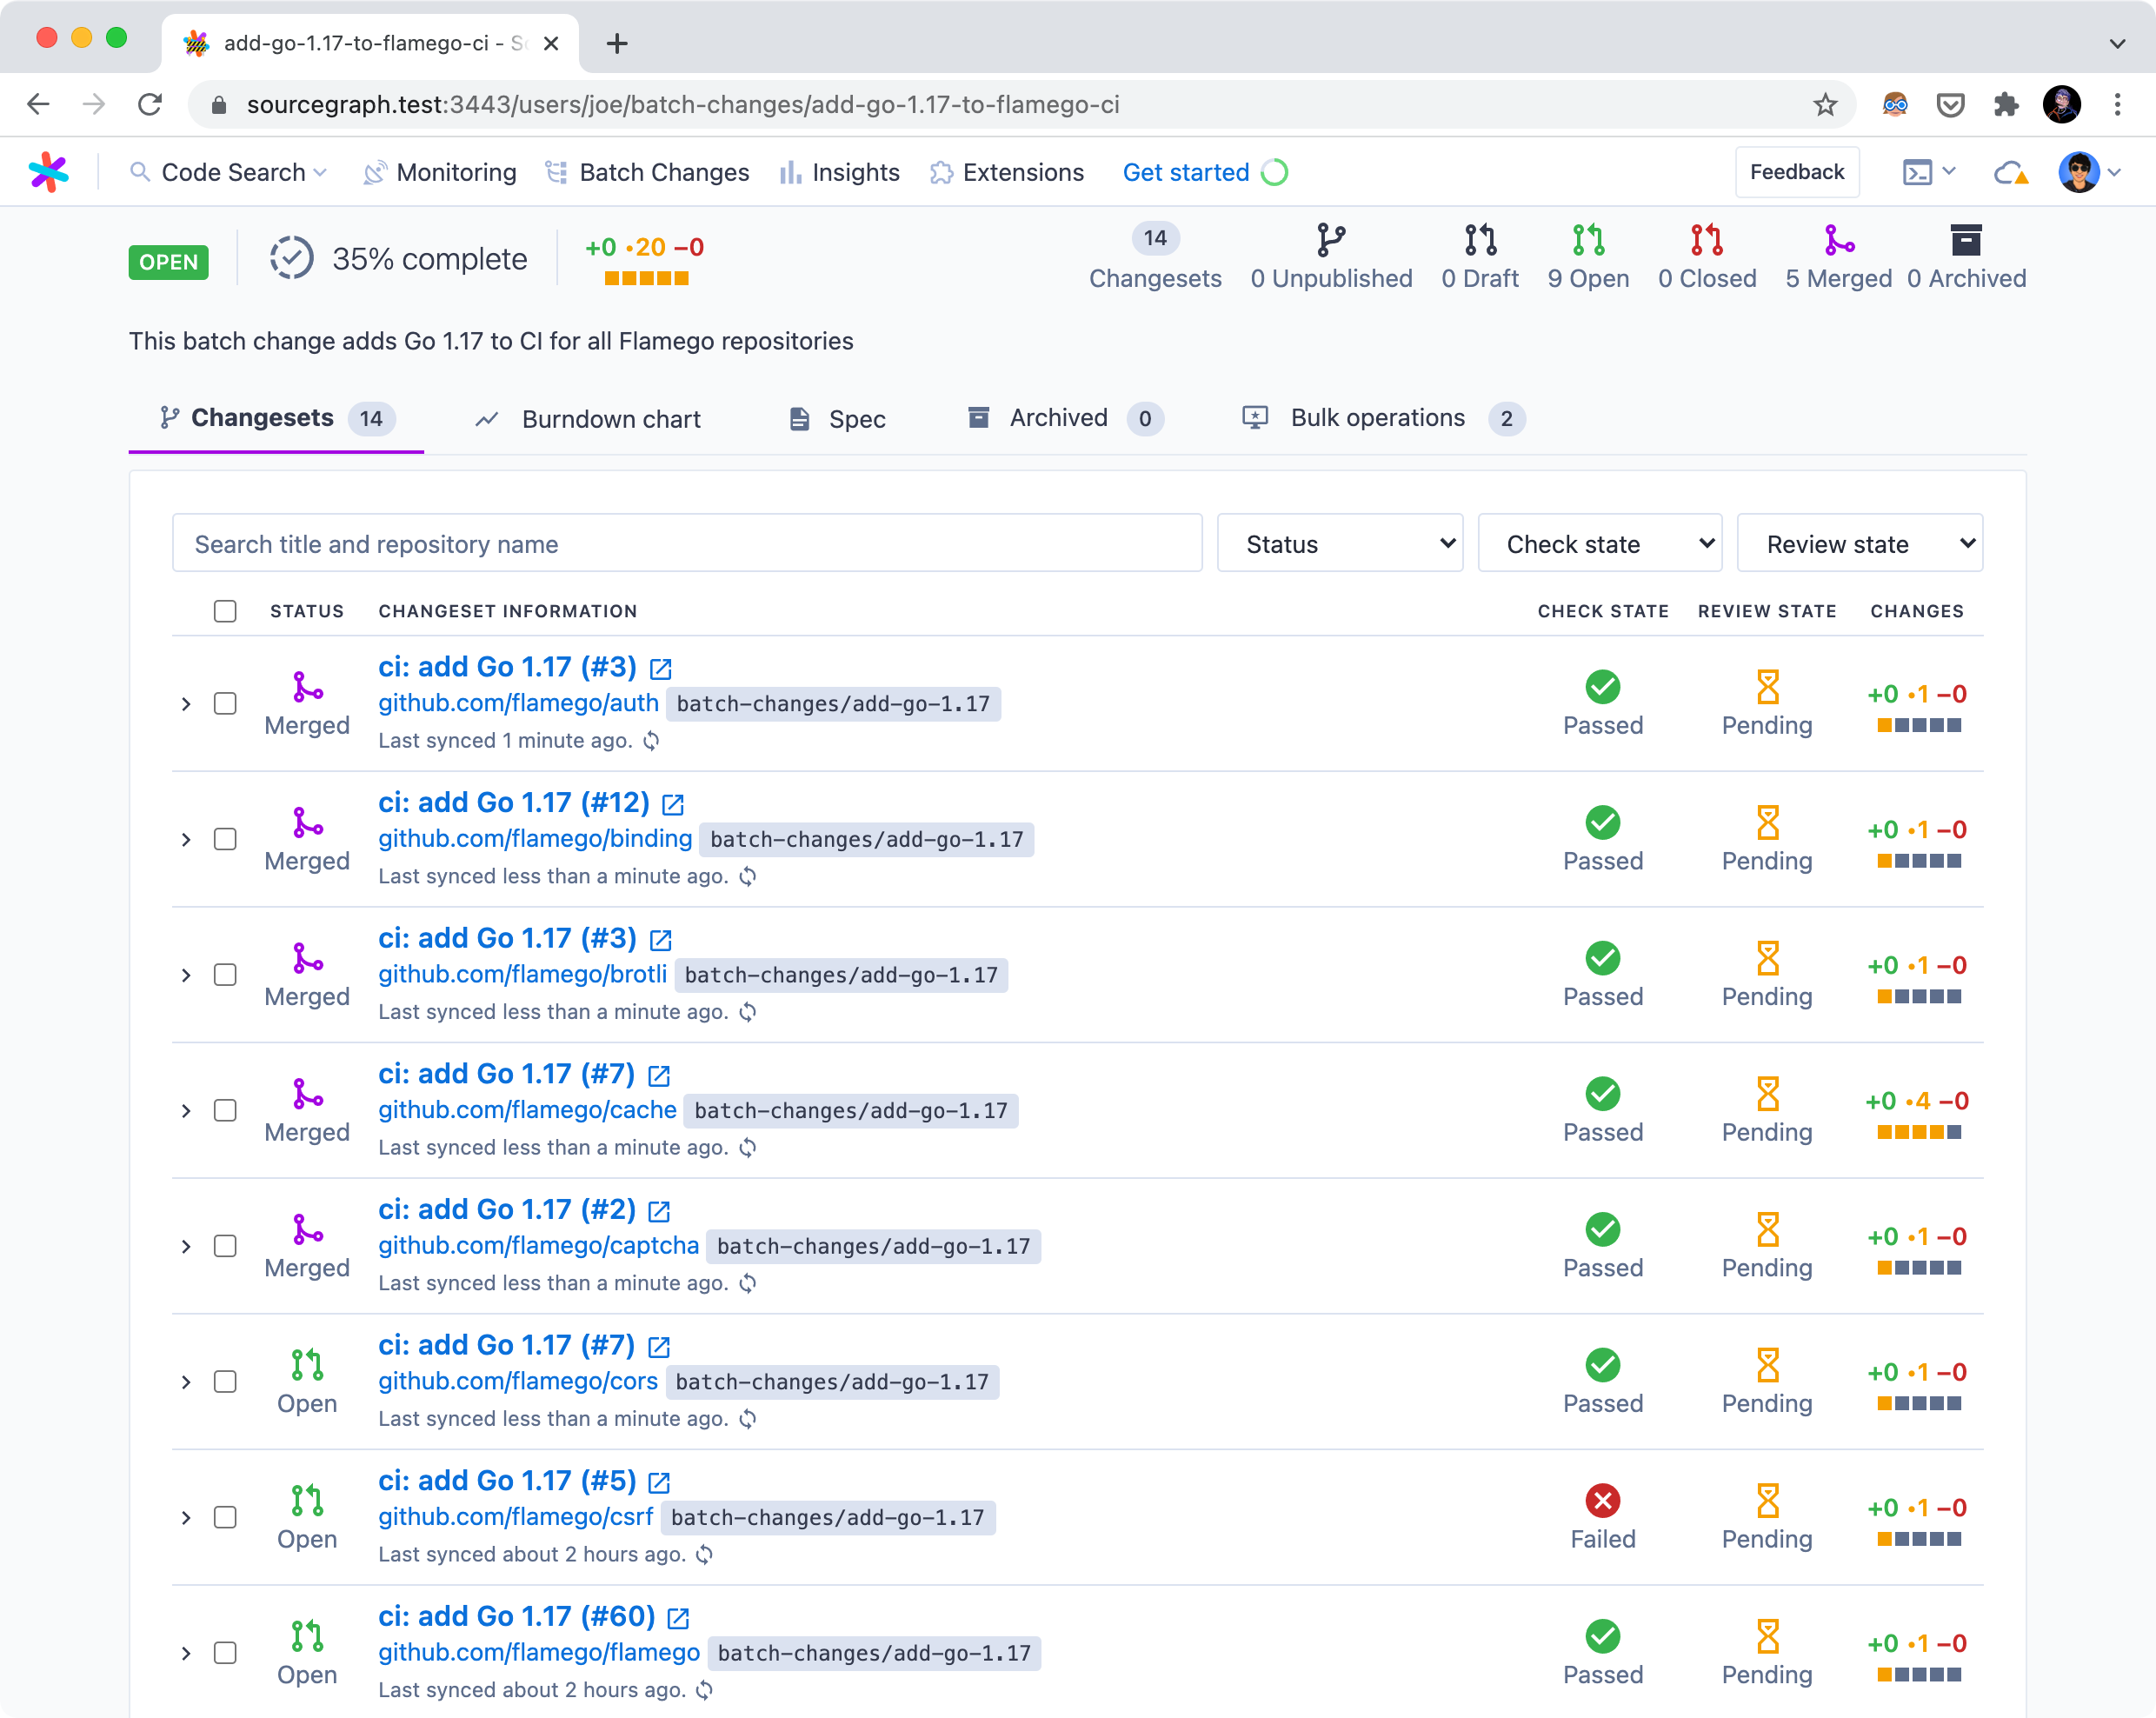 add-go-1.17-to-flamego-ci - S
sourcegraph.test:3443/users/joe/batch-changes/add-go-1.17-to-flamego-ci
Code Search Monitoring Batch Changes Insights Extensions Get started Feedback
OPEN 35% complete +0 •20 −0
14 Changesets 0 Unpublished 0 Draft 9 Open 0 Closed 5 Merged 0 Archived
This batch change adds Go 1.17 to CI for all Flamego repositories
Changesets 14 Burndown chart Spec Archived 0 Bulk operations 2
Search title and repository name Status Check state Review state
STATUS CHANGESET INFORMATION CHECK STATE REVIEW STATE CHANGES
ci: add Go 1.17 (#3)
github.com/flamego/auth batch-changes/add-go-1.17 +0 •1 −0
Merged Passed Pending
Last synced 1 minute ago.
ci: add Go 1.17 (#12)
github.com/flamego/binding batch-changes/add-go-1.17 +0 •1 −0
Merged Passed Pending
Last synced less than a minute ago.
ci: add Go 1.17 (#3)
github.com/flamego/brotli batch-changes/add-go-1.17 +0 •1 −0
Merged Passed Pending
Last synced less than a minute ago.
ci: add Go 1.17 (#7)
github.com/flamego/cache batch-changes/add-go-1.17 +0 •4 −0
Merged Passed Pending
Last synced less than a minute ago.
ci: add Go 1.17 (#2)
github.com/flamego/captcha batch-changes/add-go-1.17 +0 •1 −0
Merged Passed Pending
Last synced less than a minute ago.
ci: add Go 1.17 (#7)
github.com/flamego/cors batch-changes/add-go-1.17 +0 •1 −0
Open Passed Pending
Last synced less than a minute ago.
ci: add Go 1.17 (#5)
github.com/flamego/csrf batch-changes/add-go-1.17 +0 •1 −0
Open Failed Pending
Last synced about 2 hours ago.
ci: add Go 1.17 (#60)
github.com/flamego/flamego batch-changes/add-go-1.17 +0 •1 −0
Open Passed Pending
Last synced about 2 hours ago.